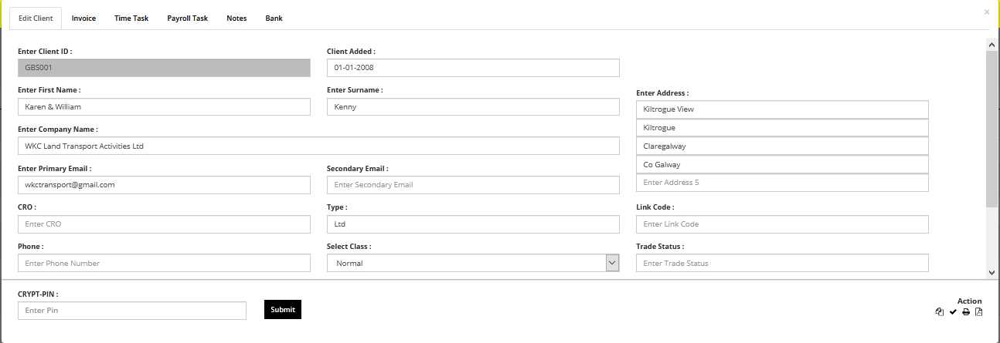 Edit Client Invoice Time Task Payroll Task Notes Bank ×
Enter Client ID : Client Added :
GBS001 01-01-2008
Enter First Name : Enter Surname : Enter Address :
Karen & William Kenny Kiltrogue View
Kiltrogue
Enter Company Name :
WKC Land Transport Activities Ltd Claregalway
Enter Primary Email : Secondary Email : Co Galway
wkctransport@gmail.com Enter Secondary Email Enter Address 5
CRO : Type : Link Code :
Enter CRO Ltd Enter Link Code
Phone : Select Class : Trade Status :
Enter Phone Number Normal Enter Trade Status
CRYPT-PIN :
Enter Pin Submit Action